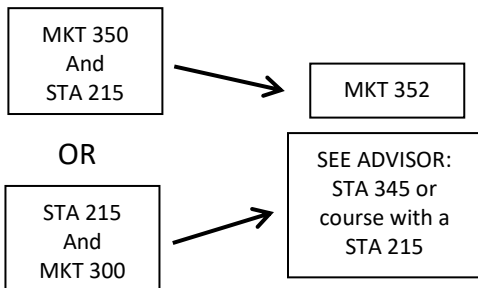 MKT 350
And
STA 215
MKT 352
OR
SEE ADVISOR:
STA 345 or
course with a
STA 215
STA 215
And
MKT 300